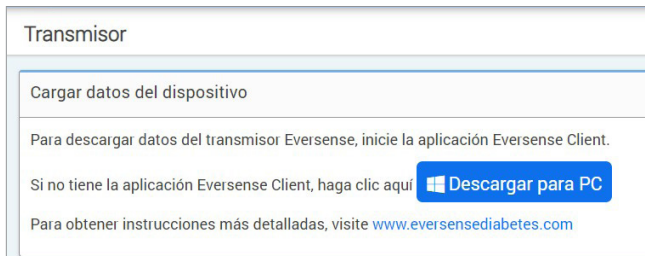 Transmisor
Cargar datos del dispositivo
Para descargar datos del transmisor Eversense, inicie la aplicación Eversense Client.
Si no tiene la aplicación Eversense Client, haga clic aquí Descargar para PC
Para obtener instrucciones más detalladas, visite www.eversensediabetes.com